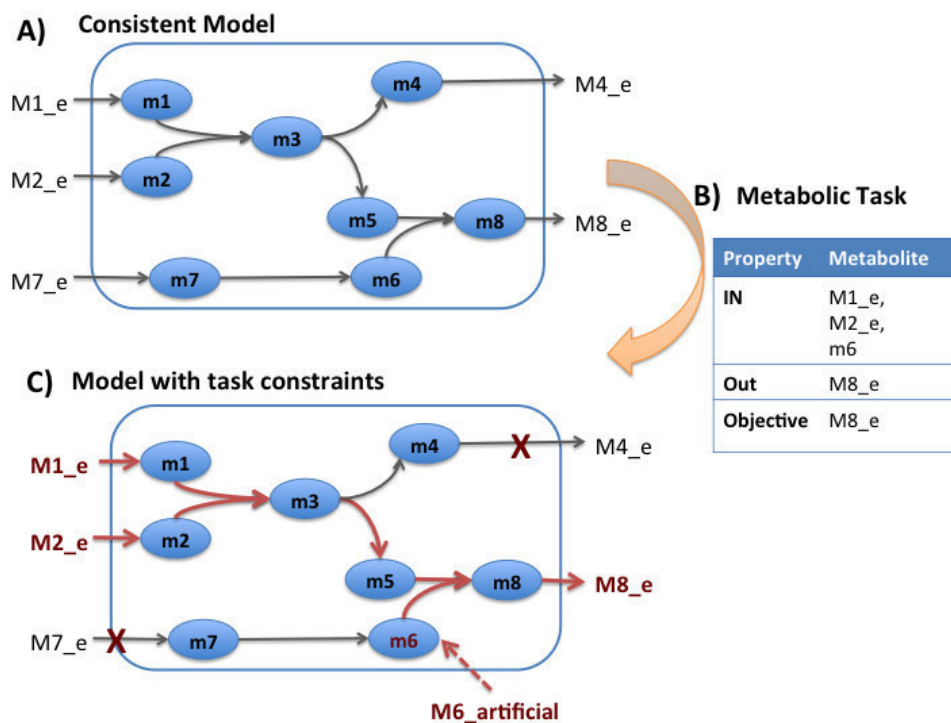 A) Consistent Model
M1_e
m1
m4
M4_e
m3
M2_e
m2
m5
m8
M8_e
M7_e
m7
m6
B) Metabolic Task
Property Metabolite
IN M1_e,
M2_e,
m6
Out M8_e
Objective M8_e
C) Model with task constraints
M1_e
m1
m4
X
M4_e
m3
M2_e
m2
m5
m8
M8_e
M7_e
X
m7
m6
M6_artificial